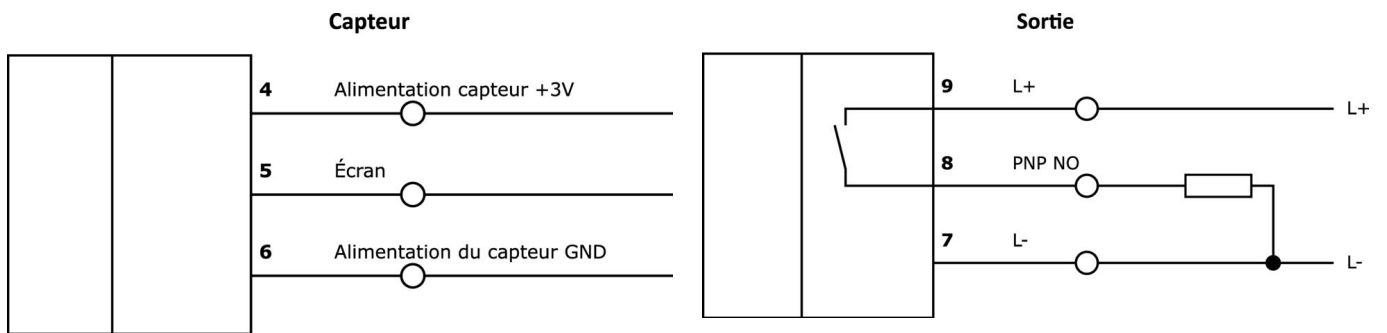 Capteur
4 Alimentation capteur +3V
5 Écran
6 Alimentation du capteur GND
Sortie
9 L+
L+
8 PNP NO
7 L-
L-